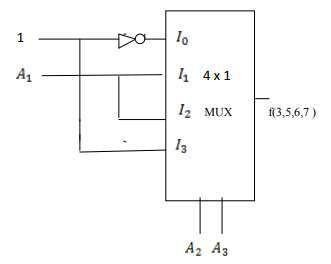 1 I₀
A₁ I₁ 4 x 1
I₂ MUX f(3,5,6,7 )
I₃
A₂ A₃